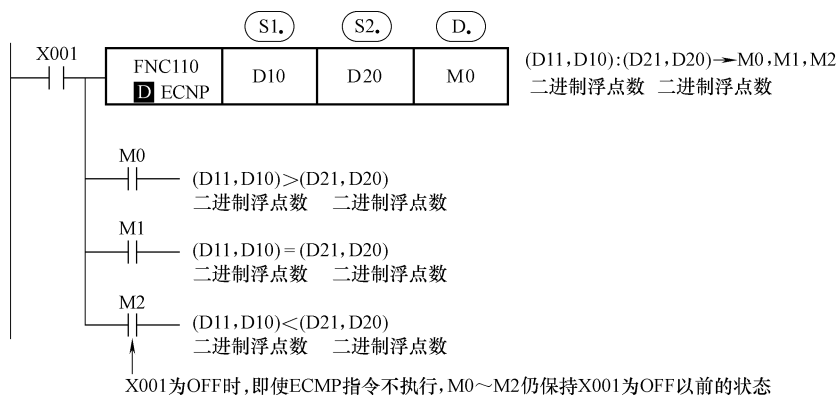 S1. S2. D.
X001
FNC110 D10 D20 M0 (D11,D10):(D21,D20)→M0,M1,M2
D ECNP 二进制浮点数 二进制浮点数
M0
(D11,D10)>(D21,D20)
二进制浮点数 二进制浮点数
M1
(D11,D10)=(D21,D20)
二进制浮点数 二进制浮点数
M2
(D11,D10)<(D21,D20)
二进制浮点数 二进制浮点数
X001为OFF时,即使ECMP指令不执行,M0～M2仍保持X001为OFF以前的状态